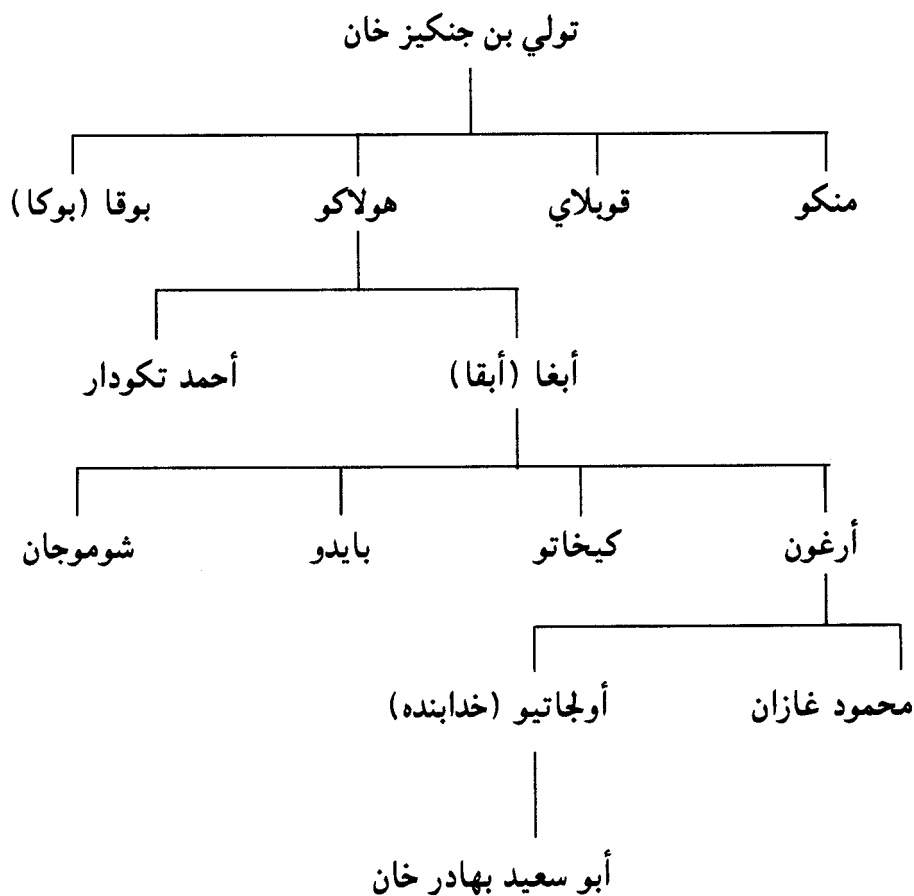 تولي بن جنكيز خان
منكو قوبلاي هولاكو بوقا (بوكا)
أبغا (أبقا) أحمد تكودار
أرغون كيخاتو بايدو شوموجان
محمود غازان أولجاتيو (خدابنده)
أبو سعيد بهادر خان